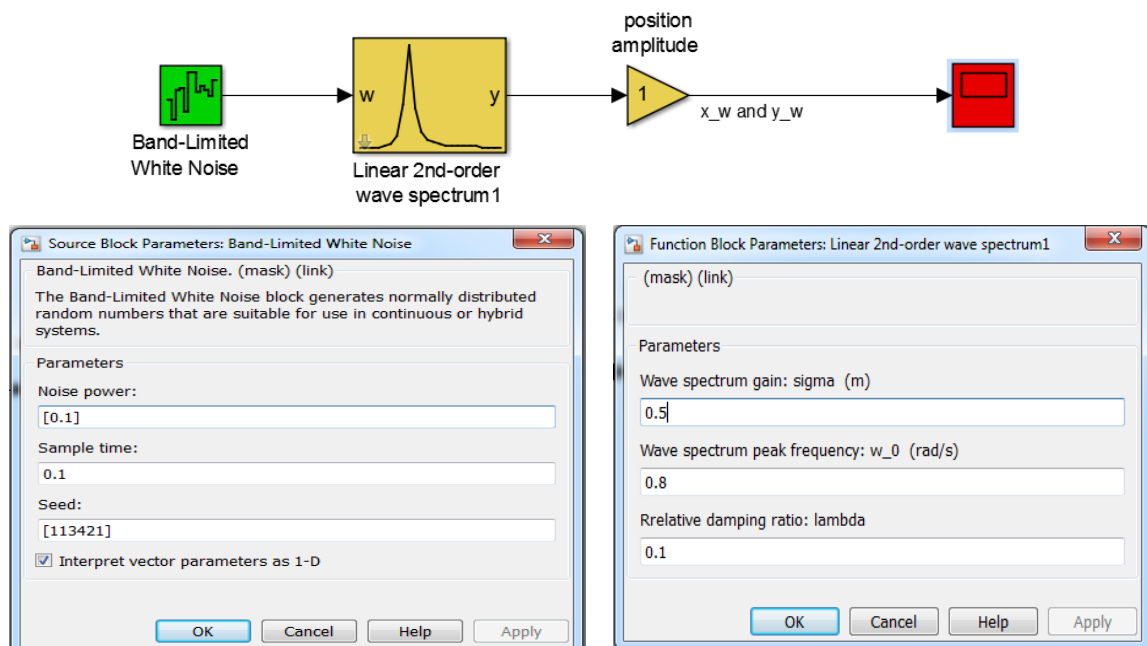 position
amplitude
w
y
1
x_w and y_w
Band-Limited
White Noise
Linear 2nd-order
wave spectrum1
Source Block Parameters: Band-Limited White Noise
Band-Limited White Noise. (mask) (link)
The Band-Limited White Noise block generates normally distributed
random numbers that are suitable for use in continuous or hybrid
systems.
Parameters
Noise power:
[0.1]
Sample time:
0.1
Seed:
[113421]
Interpret vector parameters as 1-D
OK Cancel Help Apply
Function Block Parameters: Linear 2nd-order wave spectrum1
(mask) (link)
Parameters
Wave spectrum gain: sigma (m)
0.5
Wave spectrum peak frequency: w_0 (rad/s)
0.8
Rrelative damping ratio: lambda
0.1
OK Cancel Help Apply